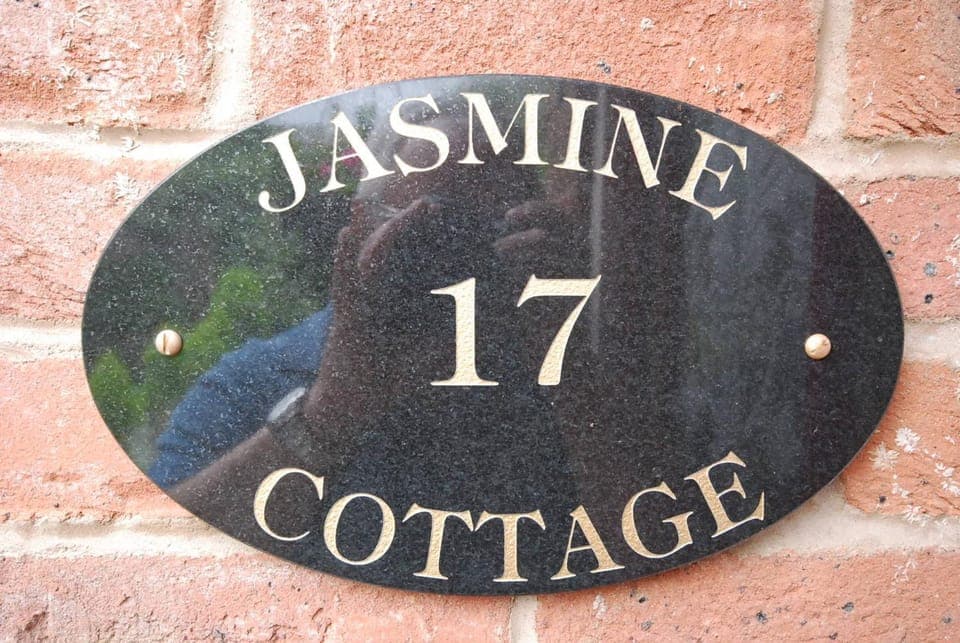 JASMINE
17
COTTAGE